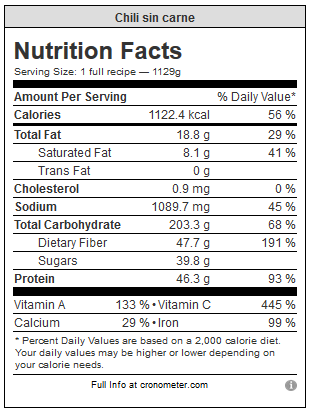 Chili sin carne
Nutrition Facts
Serving Size: 1 full recipe — 1129g
Amount Per Serving % Daily Value*
Calories 1122.4 kcal 56 %
Total Fat 18.8 g 29 %
Saturated Fat 8.1 g 41 %
Trans Fat 0 g
Cholesterol 0.9 mg 0 %
Sodium 1089.7 mg 45 %
Total Carbohydrate 203.3 g 68 %
Dietary Fiber 47.7 g 191 %
Sugars 39.8 g
Protein 46.3 g 93 %
Vitamin A 133 % • Vitamin C 445 %
Calcium 29 % • Iron 99 %
* Percent Daily Values are based on a 2,000 calorie diet.
Your daily values may be higher or lower depending on
your calorie needs.
Full Info at cronometer.com i